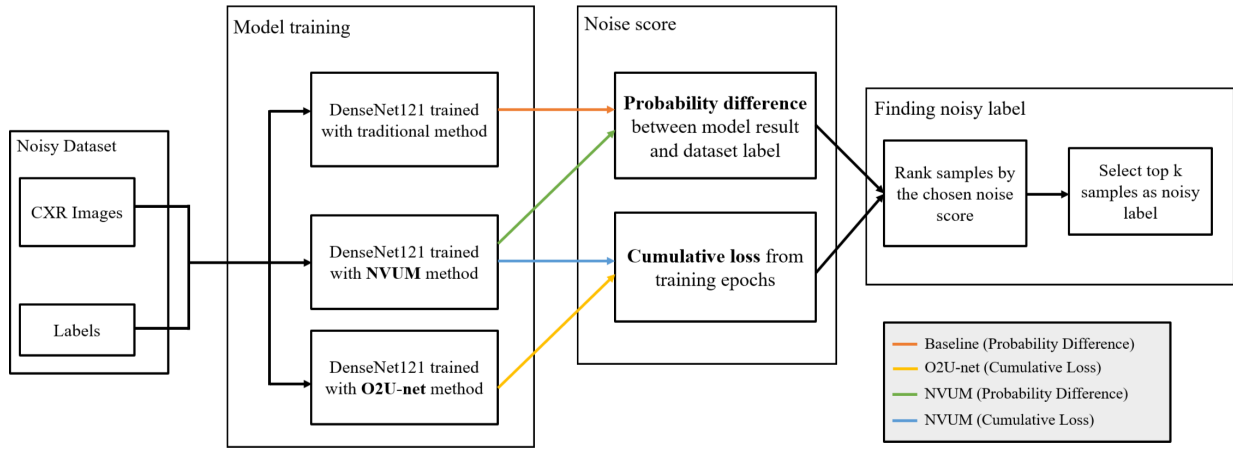 Noisy Dataset
CXR Images
Labels
Model training
DenseNet121 trained
with traditional method
DenseNet121 trained
with NVUM method
DenseNet121 trained
with O2U-net method
Noise score
Probability difference
between model result
and dataset label
Cumulative loss from
training epochs
Finding noisy label
Rank samples by
the chosen noise
score
Select top k
samples as noisy
label
Baseline (Probability Difference)
O2U-net (Cumulative Loss)
NVUM (Probability Difference)
NVUM (Cumulative Loss)